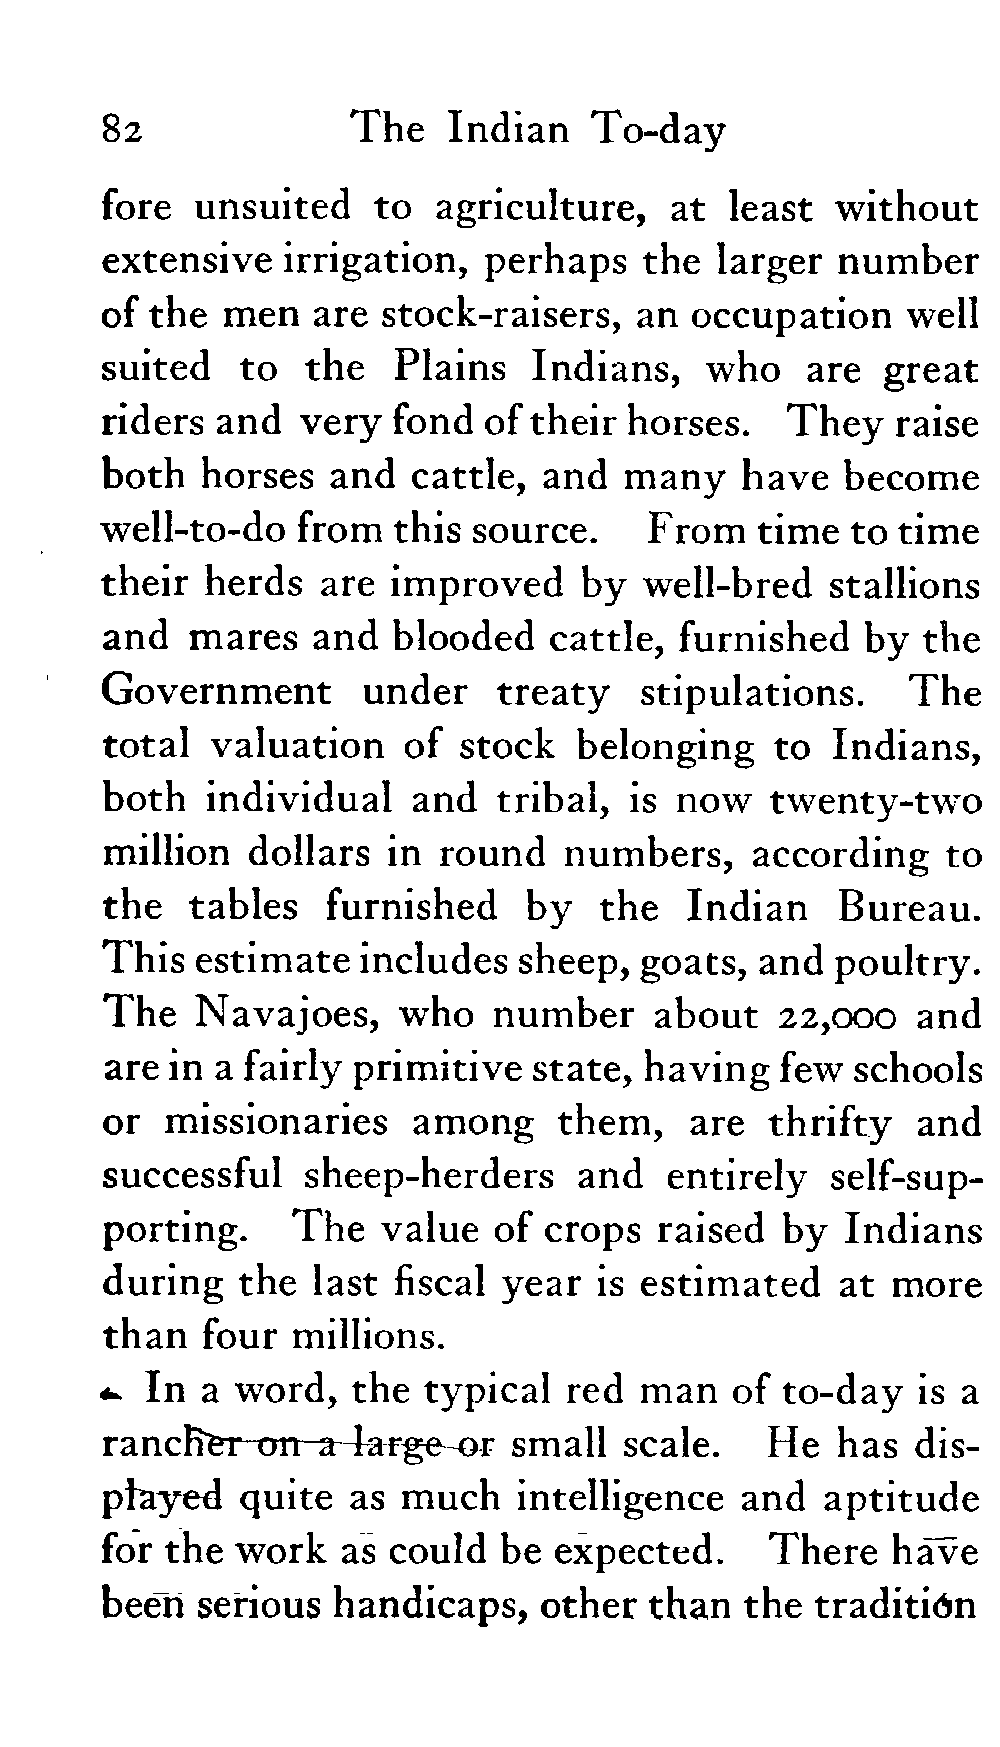 82 The Indian To-day
fore unsuited to agriculture, at least without
extensive irrigation, perhaps the larger number
of the men are stock-raisers, an occupation well
suited to the Plains Indians, who are great
riders and very fond of their horses. They raise
both horses and cattle, and many have become
well-to-do from this source. From time to time
their herds are improved by well-bred stallions
and mares and blooded cattle, furnished by the
Government under treaty stipulations. The
total valuation of stock belonging to Indians,
both individual and tribal, is now twenty-two
million dollars in round numbers, according to
the tables furnished by the Indian Bureau.
This estimate includes sheep, goats, and poultry.
The Navajoes, who number about 22,000 and
are in a fairly primitive state, having few schools
or missionaries among them, are thrifty and
successful sheep-herders and entirely self-sup-
porting. The value of crops raised by Indians
during the last fiscal year is estimated at more
than four millions.
In a word, the typical red man of to-day is a
rancher on a large or small scale. He has dis-
played quite as much intelligence and aptitude
for the work as could be expected. There have
been serious handicaps, other than the tradition